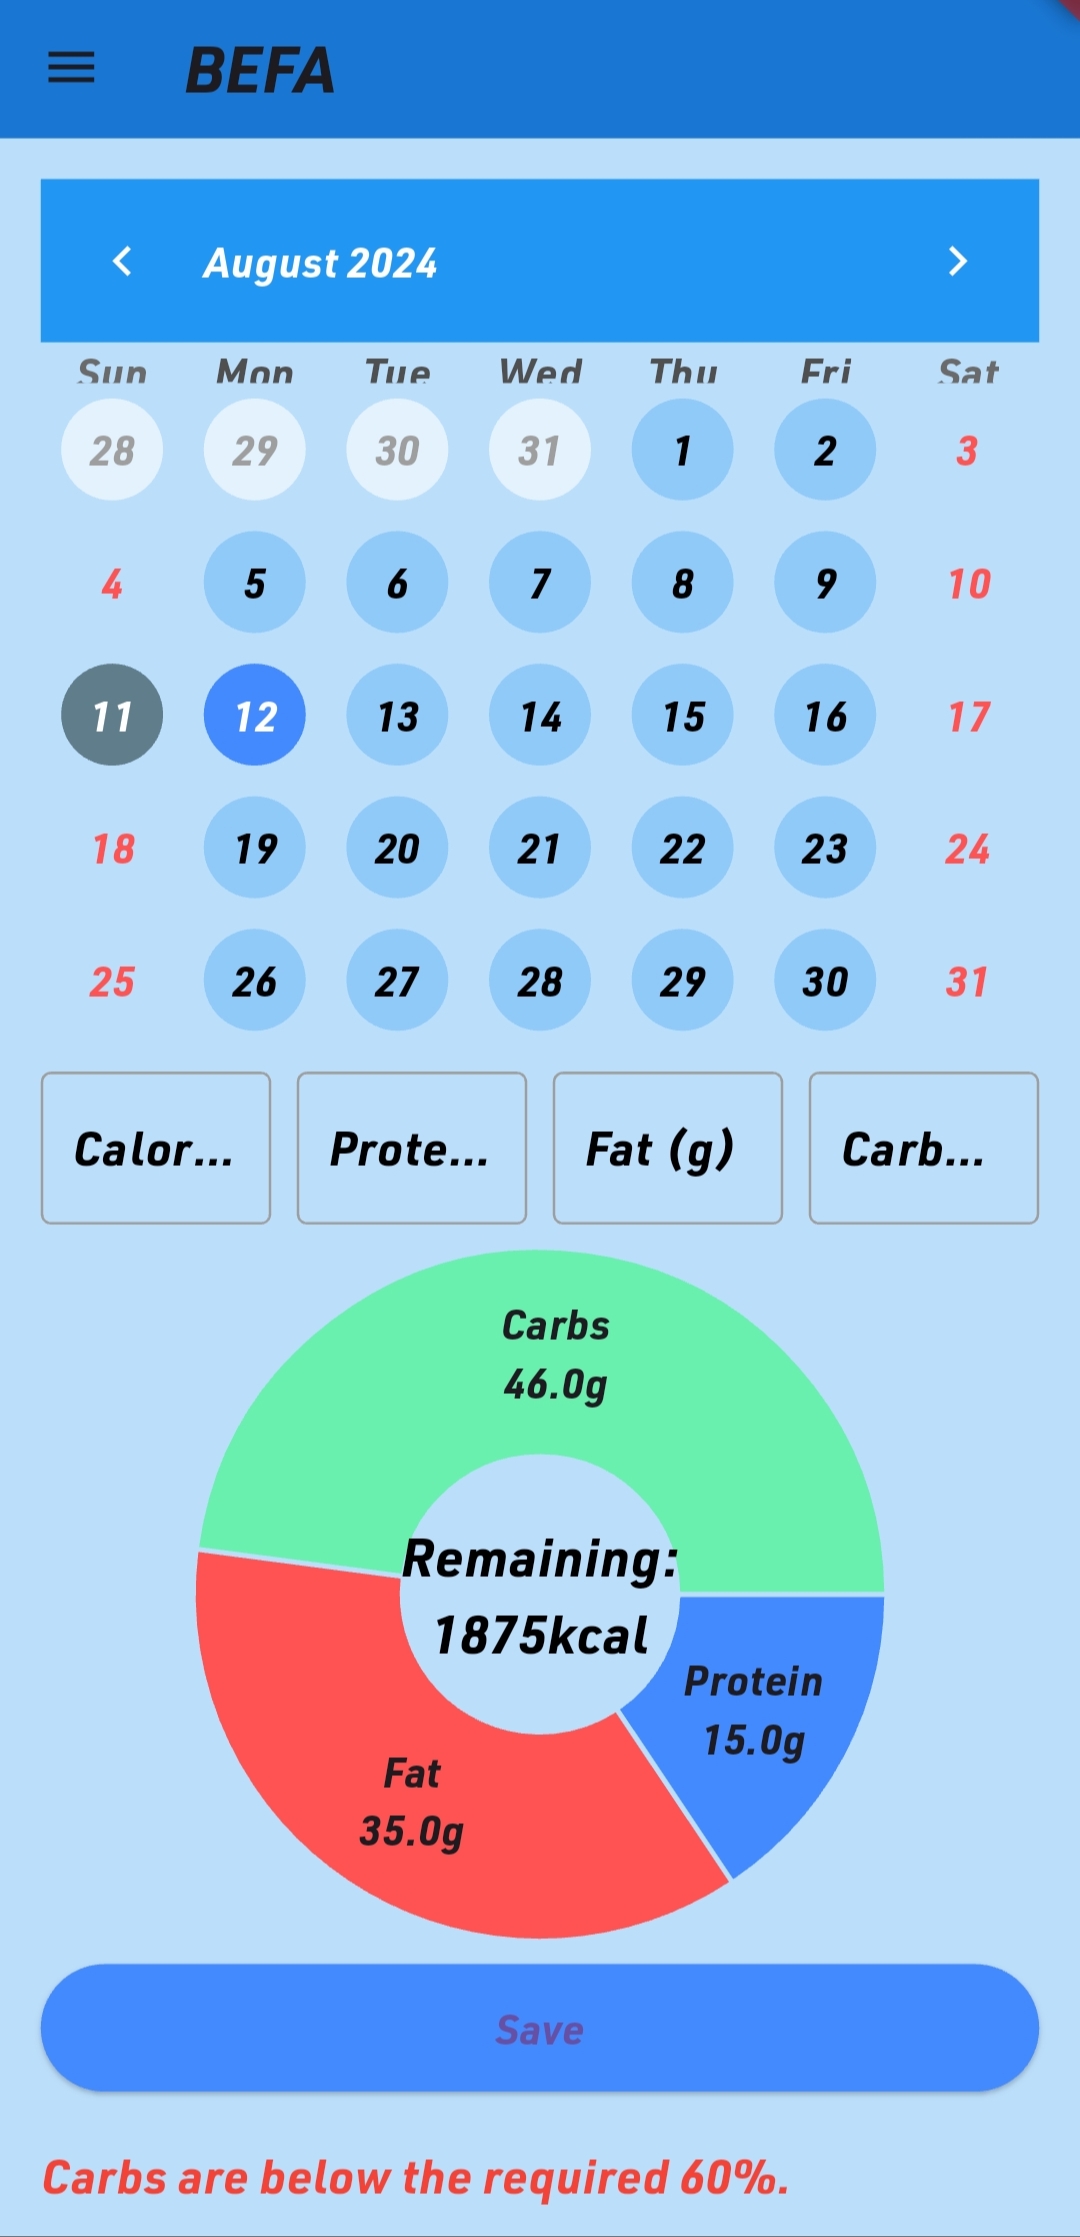 BEFA
August 2024
Sun Mon Tue Wed Thu Fri Sat
28 29 30 31 1 2 3
4 5 6 7 8 9 10
11 12 13 14 15 16 17
18 19 20 21 22 23 24
25 26 27 28 29 30 31
Calor... Prote... Fat (g) Carb...
Carbs
46.0g
Remaining:
1875kcal
Protein
15.0g
Fat
35.0g
Save
Carbs are below the required 60%.